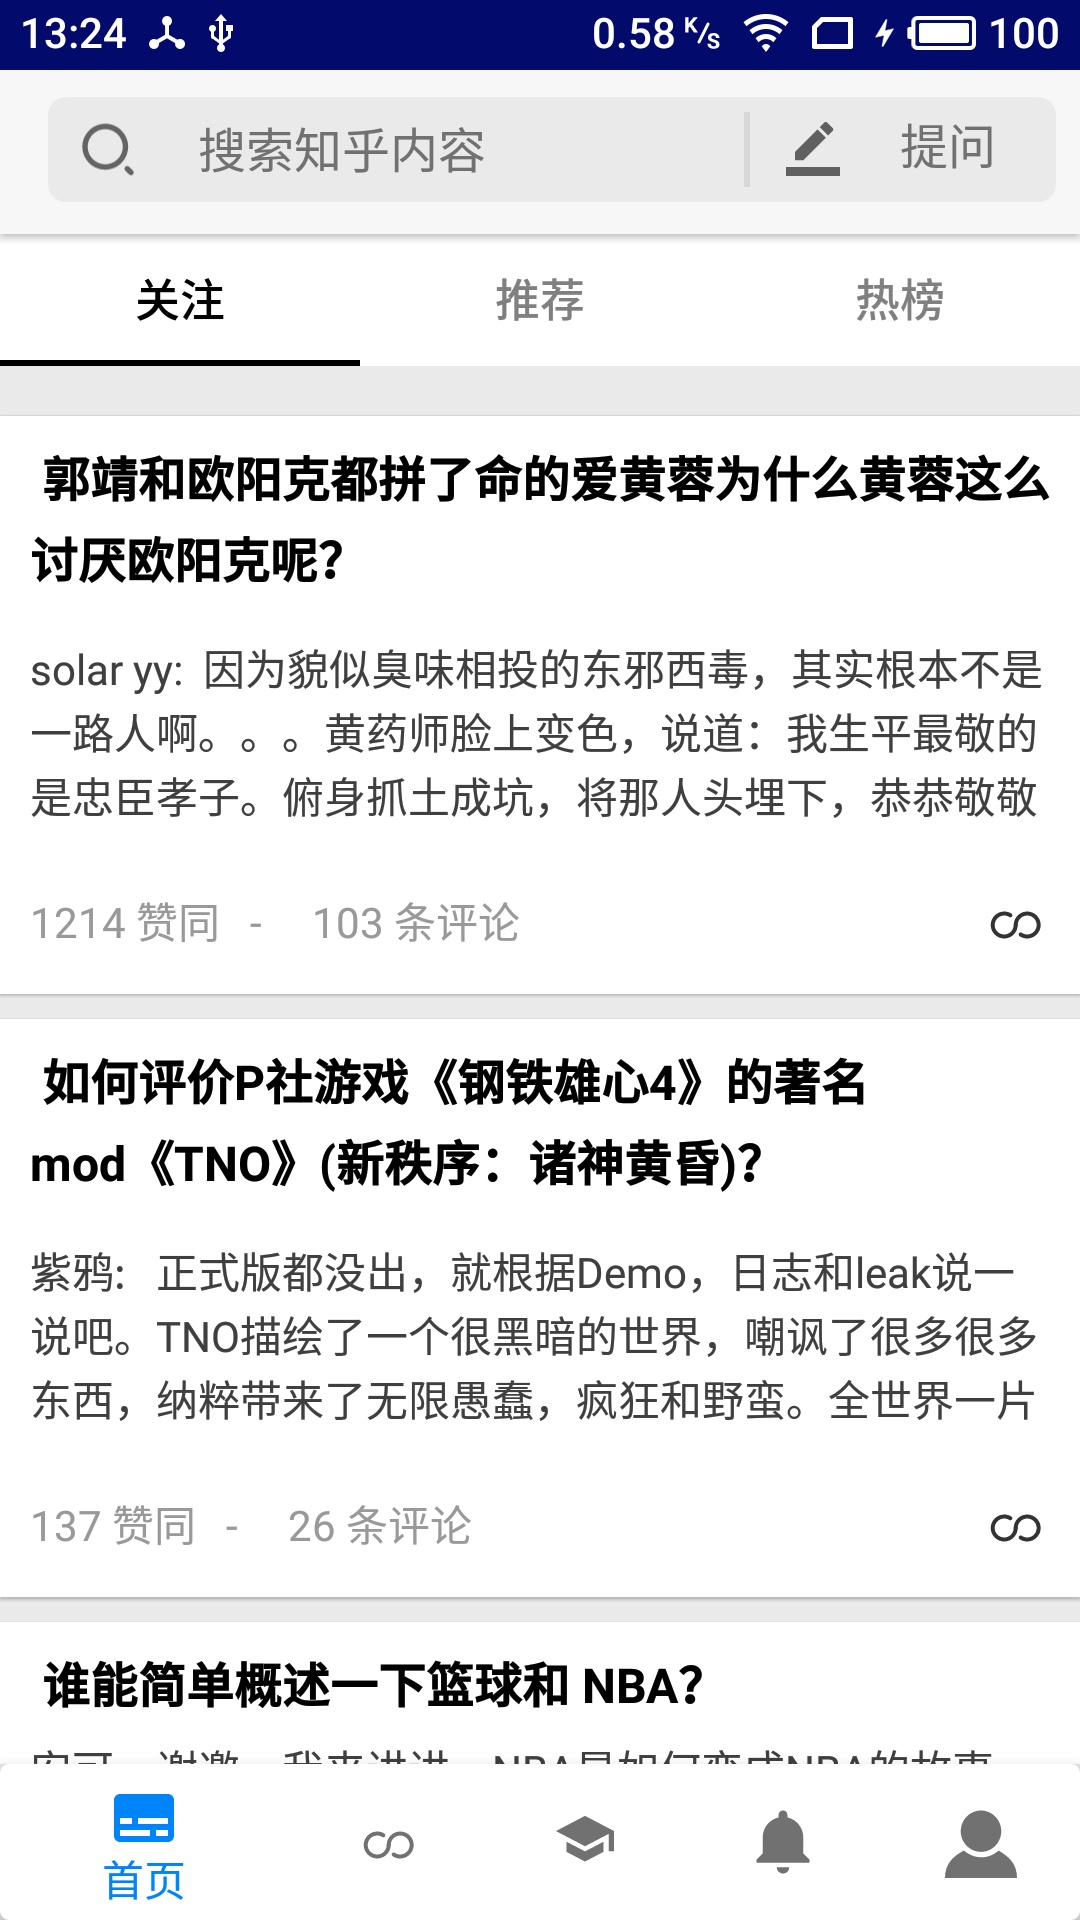 13:24 0.58 K/s 100
搜索知乎内容 提问
关注 推荐 热榜
郭靖和欧阳克都拼了命的爱黄蓉为什么黄蓉这么
讨厌欧阳克呢？
solar yy: 因为貌似臭味相投的东邪西毒，其实根本不是
一路人啊。。。黄药师脸上变色，说道：我生平最敬的
是忠臣孝子。俯身抓土成坑，将那人头埋下，恭恭敬敬
1214 赞同 - 103 条评论
如何评价P社游戏《钢铁雄心4》的著名
mod《TNO》(新秩序：诸神黄昏)？
紫鸦: 正式版都没出，就根据Demo，日志和leak说一
说吧。TNO描绘了一个很黑暗的世界，嘲讽了很多很多
东西，纳粹带来了无限愚蠢，疯狂和野蛮。全世界一片
137 赞同 - 26 条评论
谁能简单概述一下篮球和 NBA？
首页